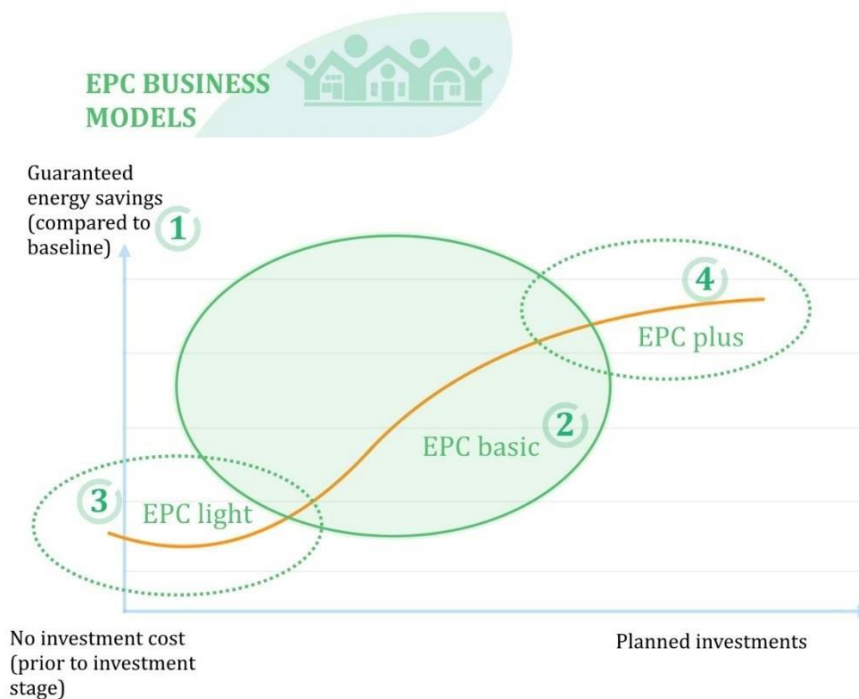 EPC BUSINESS
MODELS
Guaranteed
energy savings
(compared to
baseline)
1
4
EPC plus
2
EPC basic
3
EPC light
No investment cost
(prior to investment
stage)
Planned investments